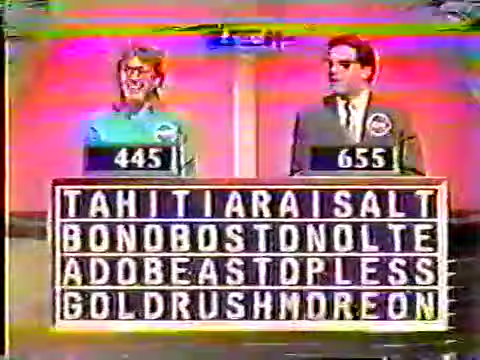 445
655
TAHITIARAISALT
BONOBOSTONOLTE
ADOBEASTOPLESS
GOLDRUSHMOREON